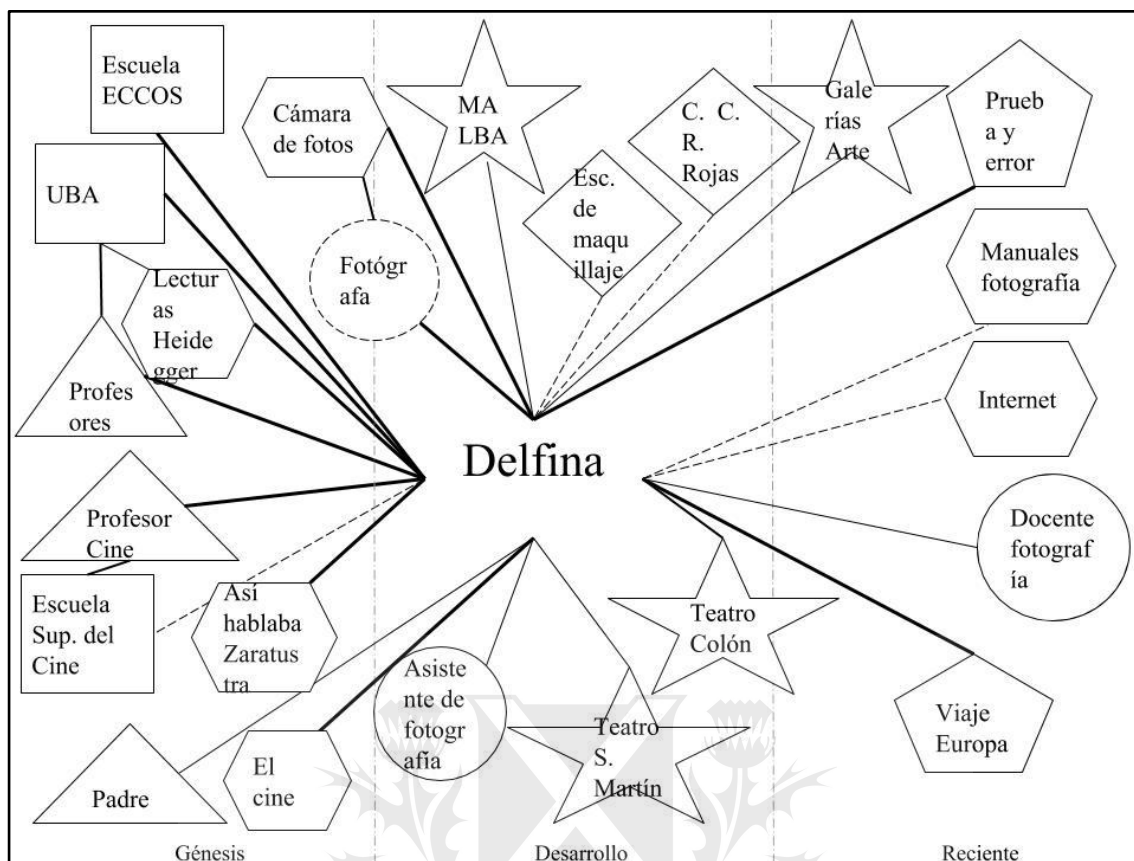 Escuela
ECCOS
Cámara
de fotos
MA
LBA
C. C.
R.
Rojas
Gale
rías
Arte
Prueb
a y
error
UBA
Esc.
de
maqu
illaje
Fotógr
afa
Manuales
fotografía
Lectur
as
Heide
gger
Profes
ores
Internet
Delfina
Profesor
Cine
Docente
fotograf
ía
Escuela
Sup. del
Cine
Así
hablaba
Zaratus
tra
Teatro
Colón
Asiste
nte de
fotogr
afía
Teatro
S.
Martín
Viaje
Europa
Padre
El
cine
Génesis
Desarrollo
Reciente